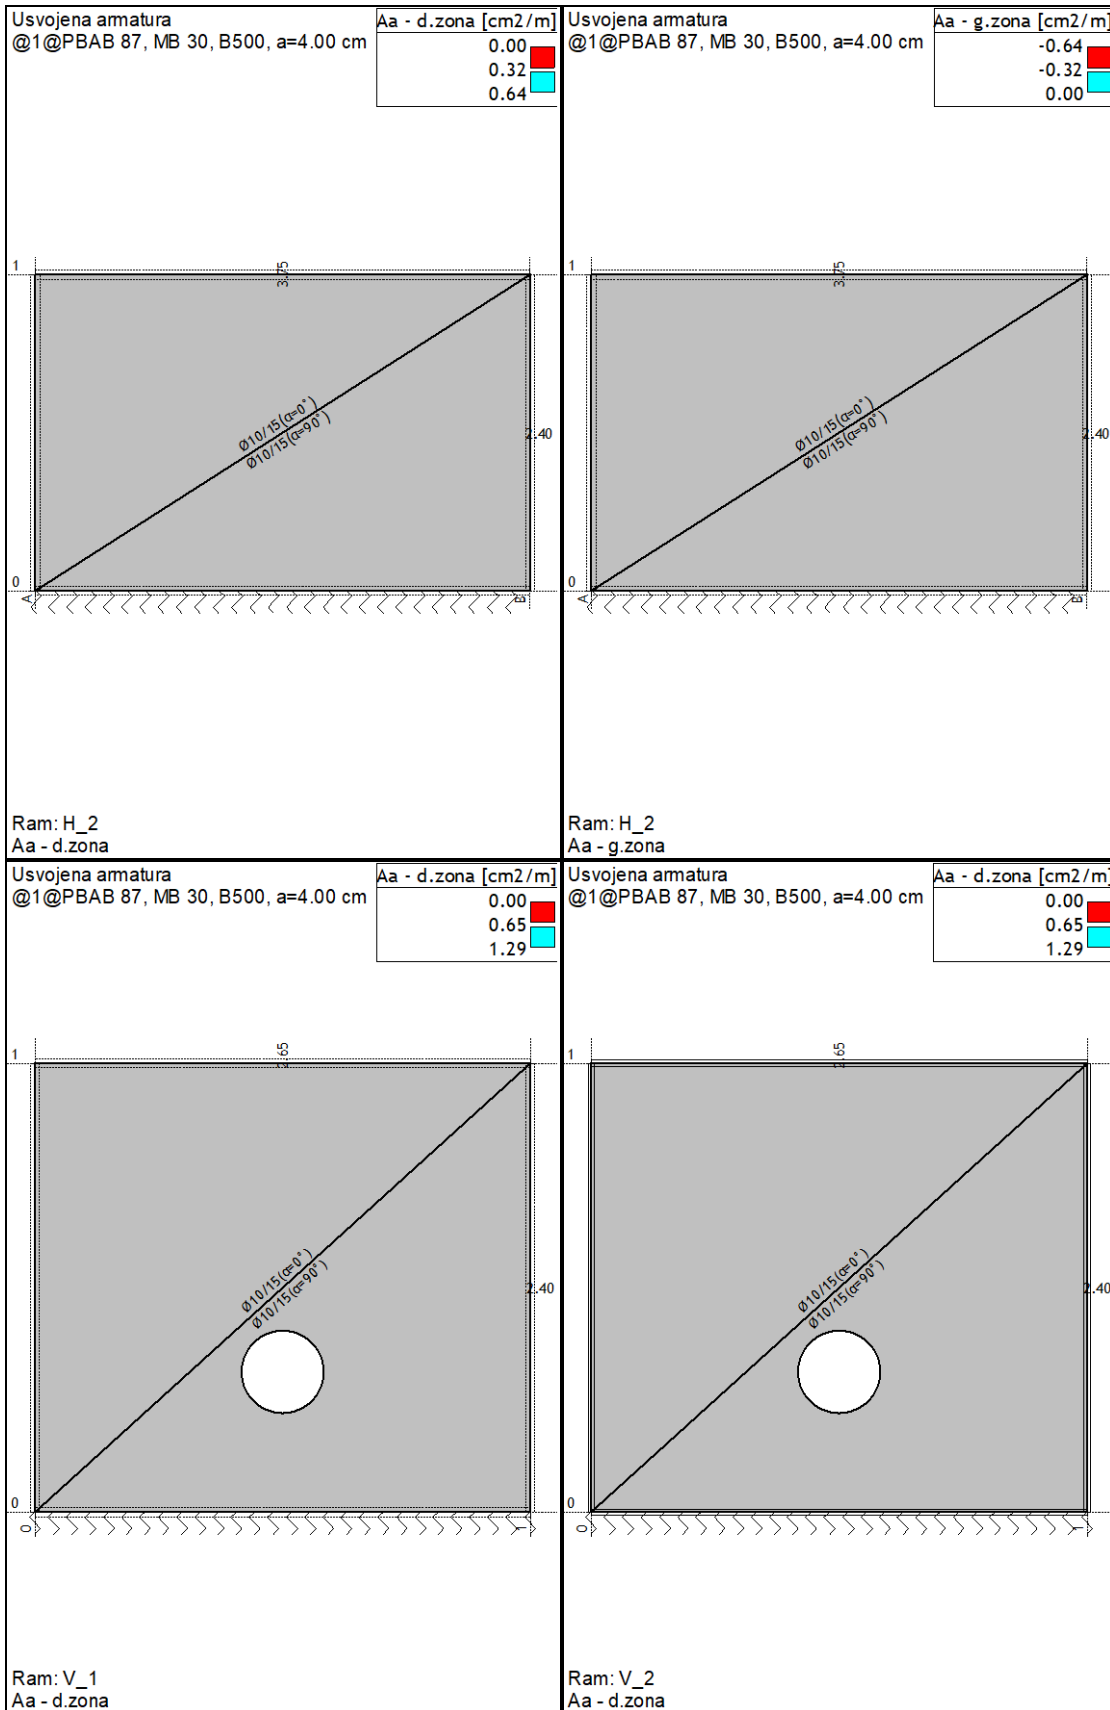 Usvojena armatura
@1@PBAB 87, MB 30, B500, a=4.00 cm
Aa - d.zona [cm2/m]
0.00
0.32
0.64
1
3.75
Ø10/15(α=0°)
Ø10/15(α=90°)
2.40
0
A
B
Ram: H_2
Aa - d.zona
Usvojena armatura
@1@PBAB 87, MB 30, B500, a=4.00 cm
Aa - g.zona [cm2/m]
-0.64
-0.32
0.00
1
3.75
Ø10/15(α=0°)
Ø10/15(α=90°)
2.40
0
A
B
Ram: H_2
Aa - g.zona
Usvojena armatura
@1@PBAB 87, MB 30, B500, a=4.00 cm
Aa - d.zona [cm2/m]
0.00
0.65
1.29
1
2.65
Ø10/15(α=0°)
Ø10/15(α=90°)
2.40
0
0
1
Ram: V_1
Aa - d.zona
Usvojena armatura
@1@PBAB 87, MB 30, B500, a=4.00 cm
Aa - d.zona [cm2/m]
0.00
0.65
1.29
1
2.65
Ø10/15(α=0°)
Ø10/15(α=90°)
2.40
0
0
1
Ram: V_2
Aa - d.zona